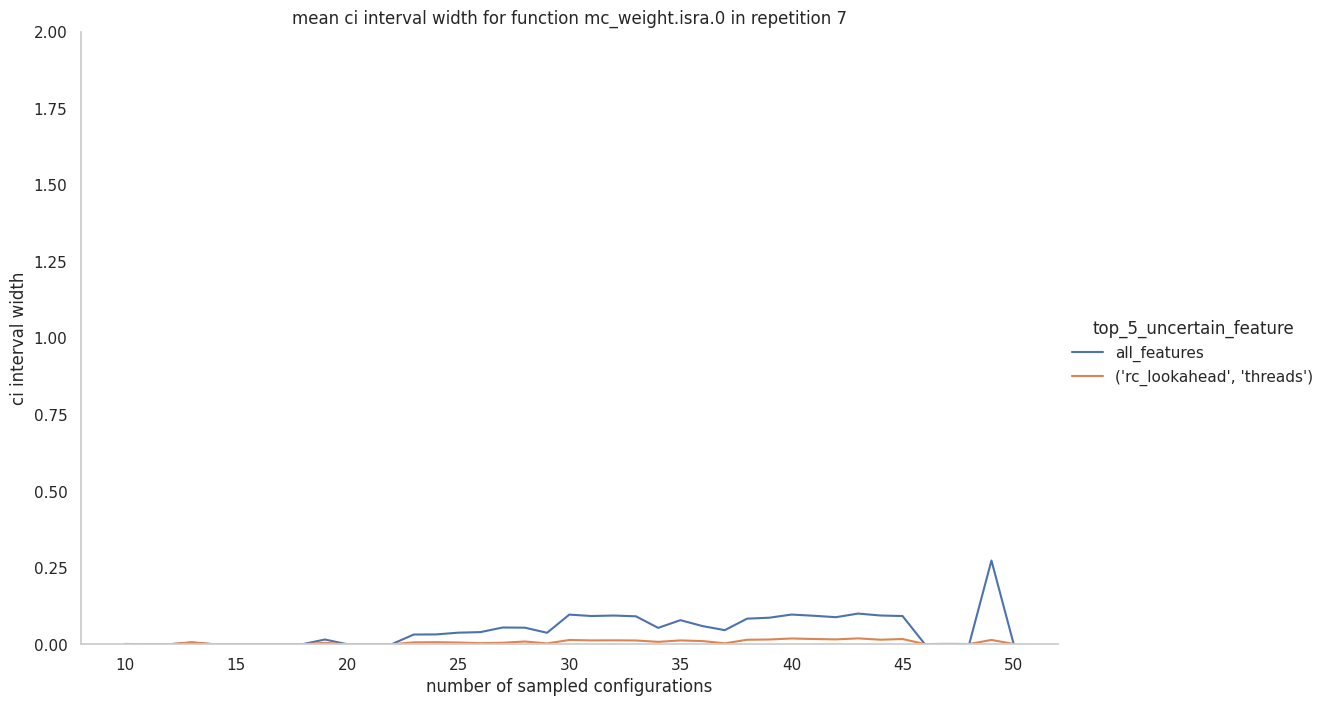 mean ci interval width for function mc_weight.isra.0 in repetition 7
2.00
1.75
1.50
1.25
1.00
0.75
0.50
0.25
0.00
ci interval width
10 15 20 25 30 35 40 45 50
number of sampled configurations
top_5_uncertain_feature
all_features
('rc_lookahead', 'threads')